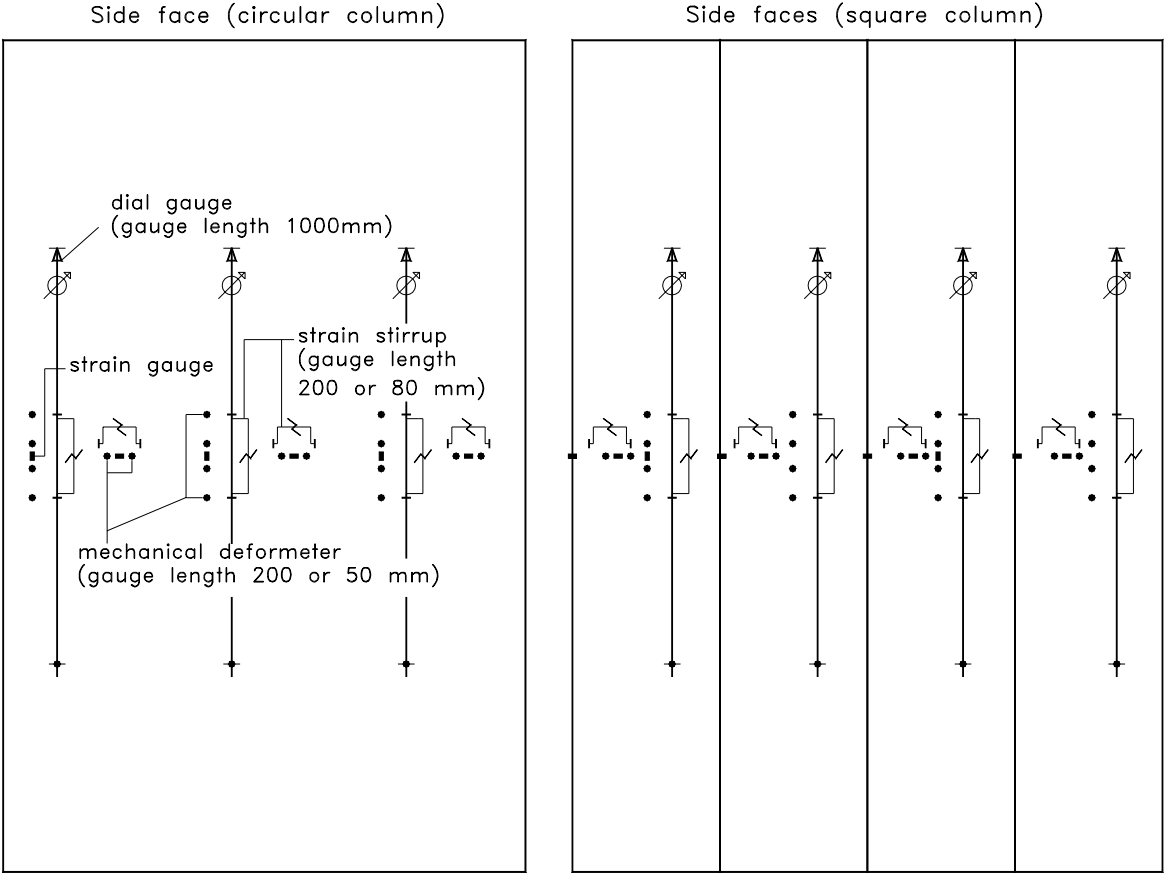 Side face (circular column)
Side faces (square column)
dial gauge
(gauge length 1000mm)
strain stirrup
(gauge length
200 or 80 mm)
strain gauge
mechanical deformeter
(gauge length 200 or 50 mm)